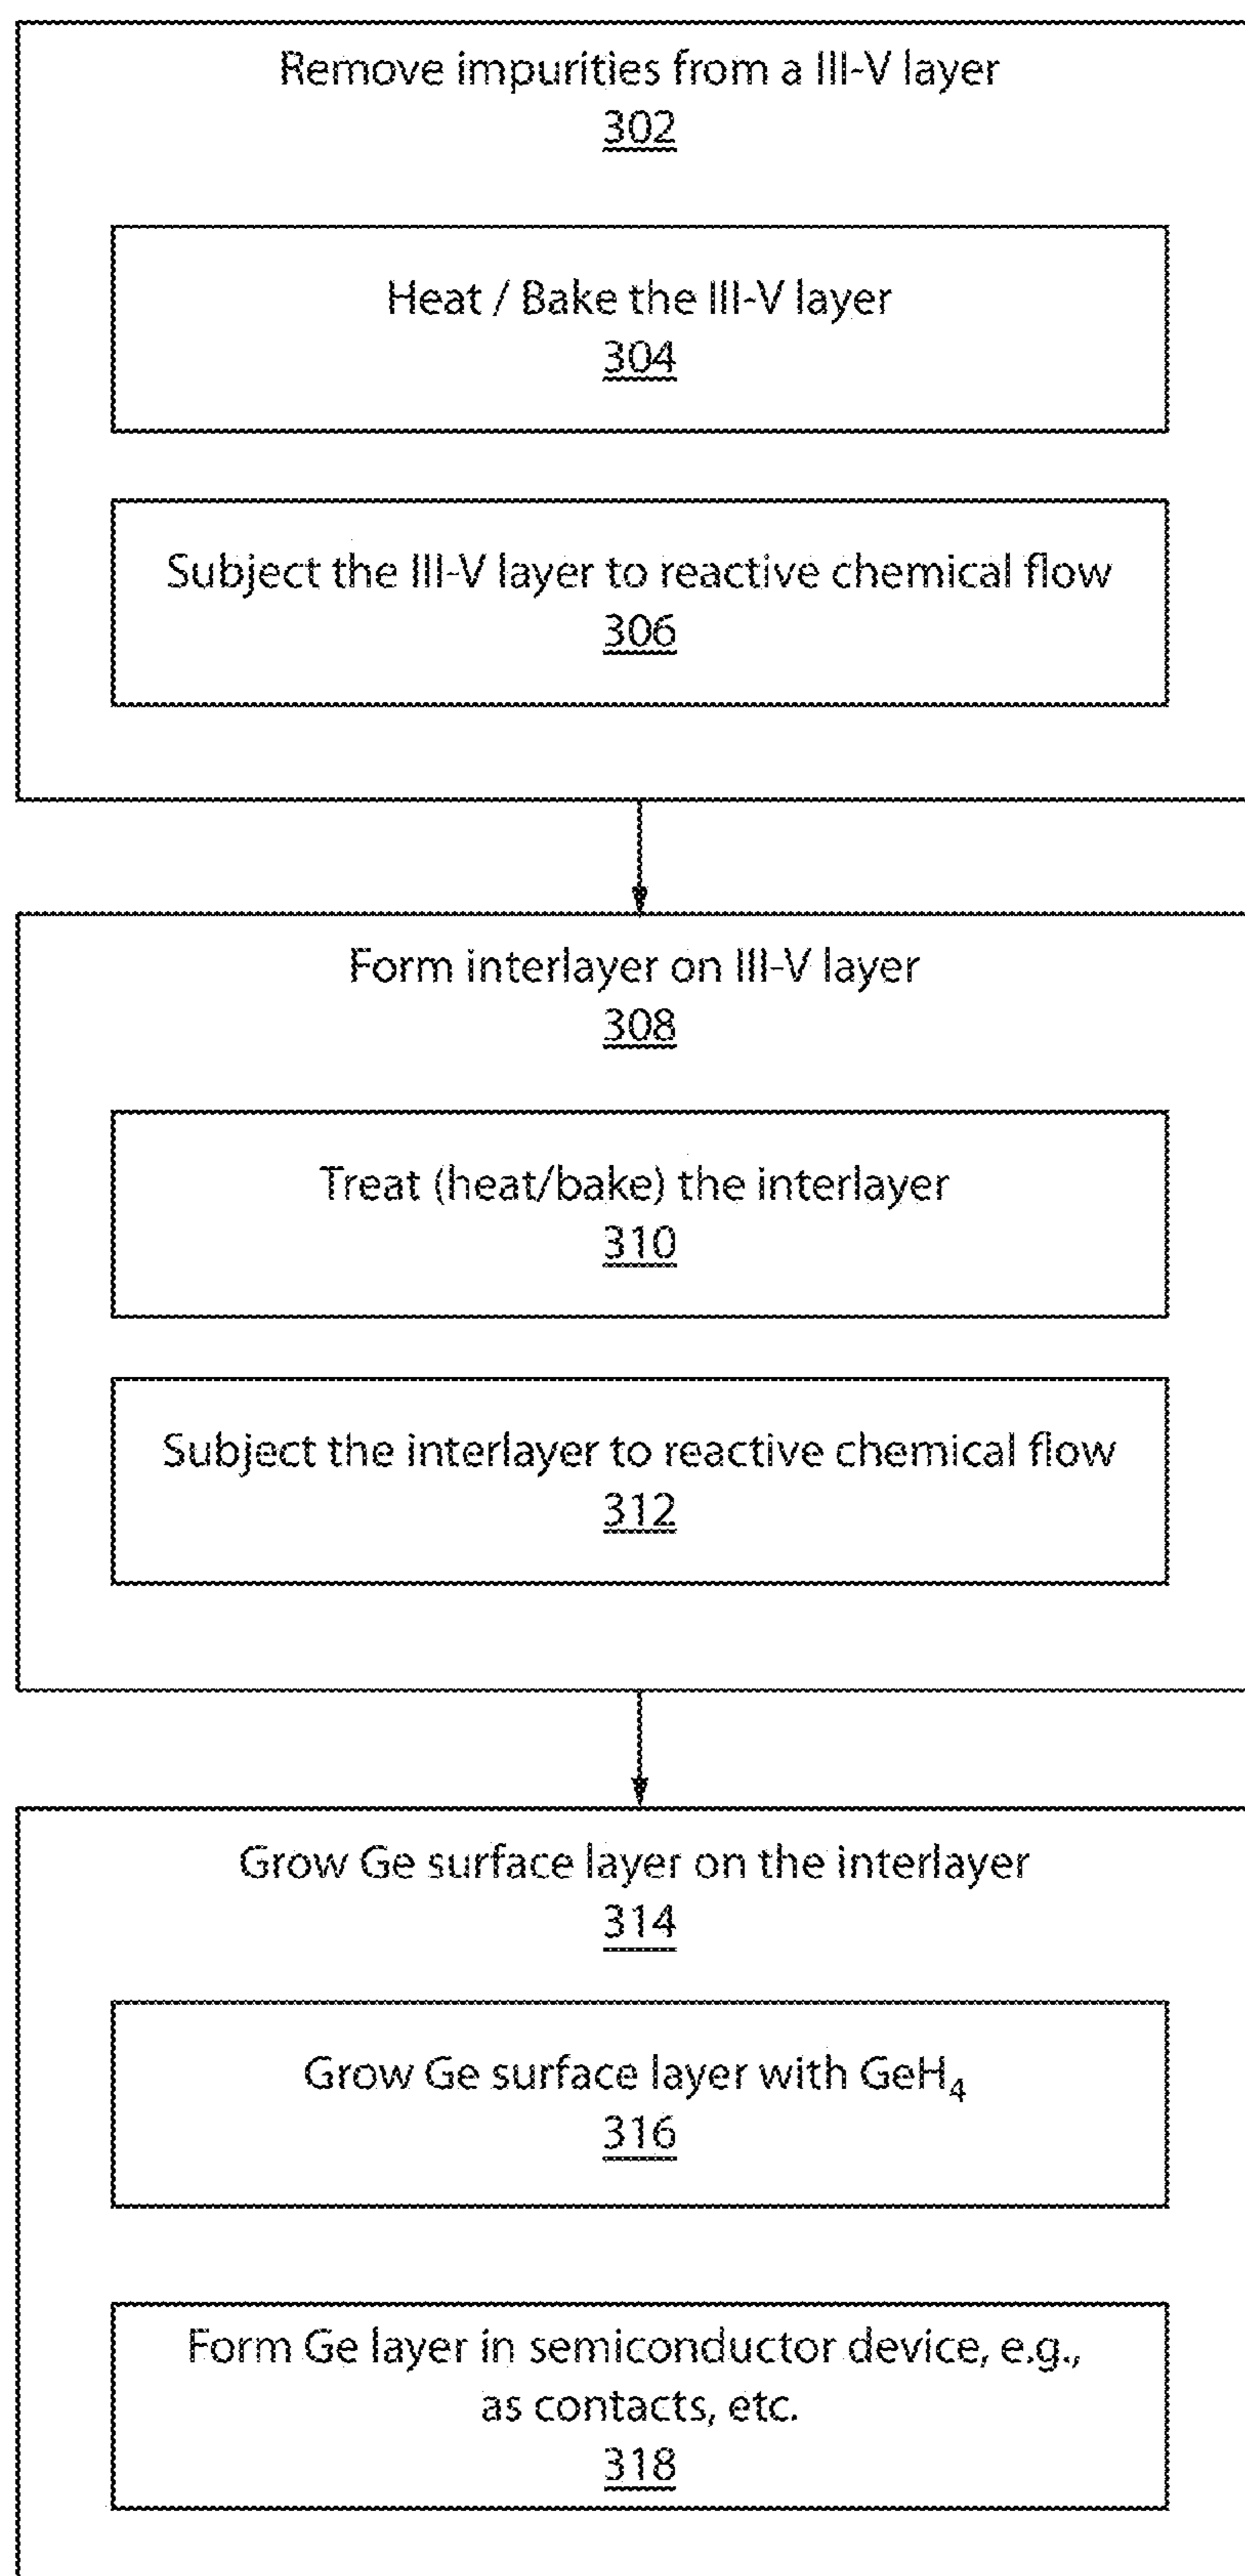 Remove impurities from a III-V layer
302
Heat / Bake the III-V layer
304
Subject the III-V layer to reactive chemical flow
306
Form interlayer on III-V layer
308
Treat (heat/bake) the interlayer
310
Subject the interlayer to reactive chemical flow
312
Grow Ge surface layer on the interlayer
314
Grow Ge surface layer with GeH₄
316
Form Ge layer in semiconductor device, e.g.,
as contacts, etc.
318